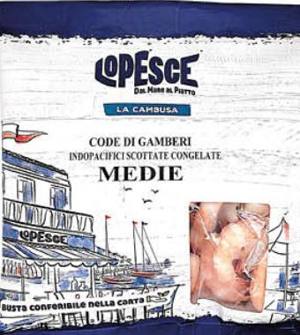 LOPESCE
DAL MARE AL PIATTO
LA CAMBUSA
CODE DI GAMBERI
INDOPACIFICI SCOTTATE CONGELATE
MEDIE
LOPESCE
BUSTA CONFERIBILE NELLA CARTA